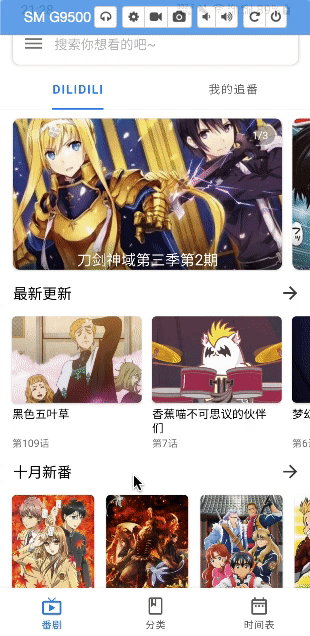 SM G9500
搜索你想看的吧~
DILIDILI
我的追番
1/3
刀剑神域第三季第2期
最新更新
黑色五叶草
香蕉喵不可思议的伙伴们
梦幻
第109话
第7话
第6话
十月新番
番剧
分类
时间表